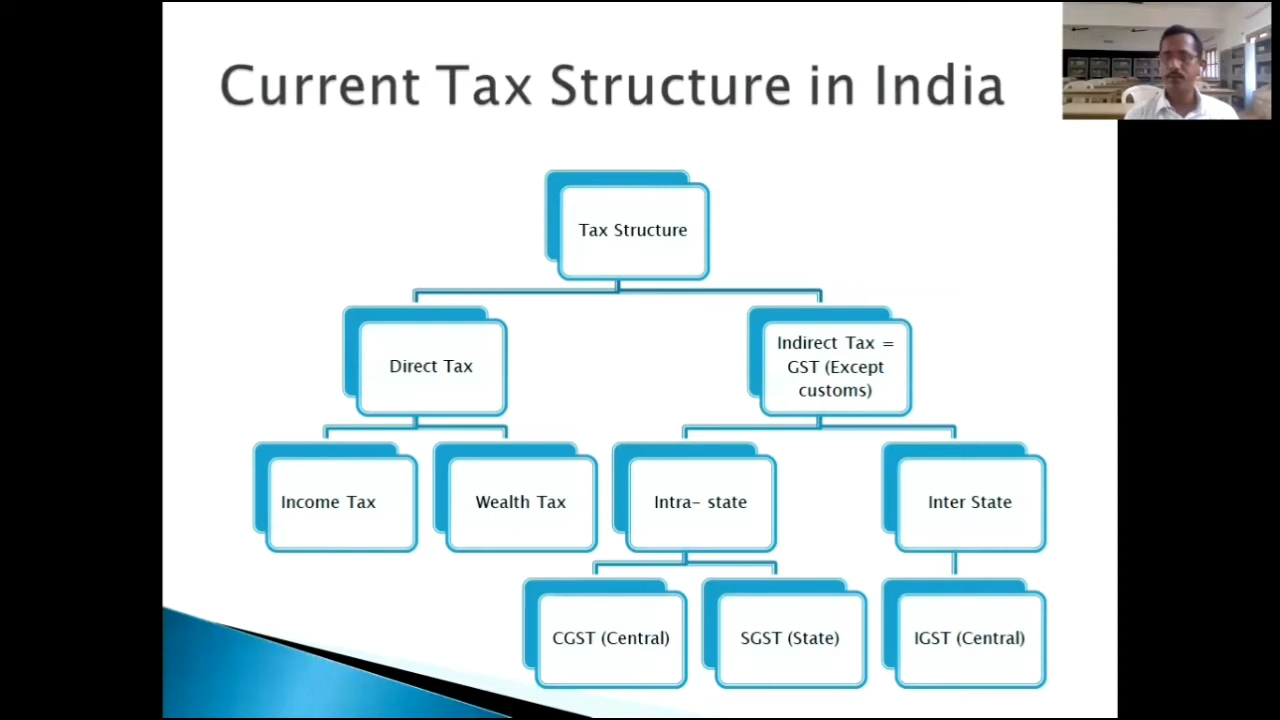 Current Tax Structure in India
Tax Structure
Direct Tax
Indirect Tax =
GST (Except
customs)
Income Tax
Wealth Tax
Intra- state
Inter State
CGST (Central)
SGST (State)
IGST (Central)